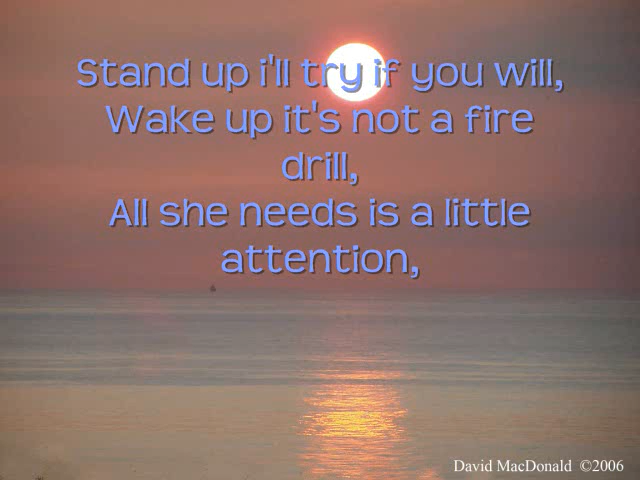 Stand up i'll try if you will,
Wake up it's not a fire
drill,
All she needs is a little
attention,
David MacDonald ©2006